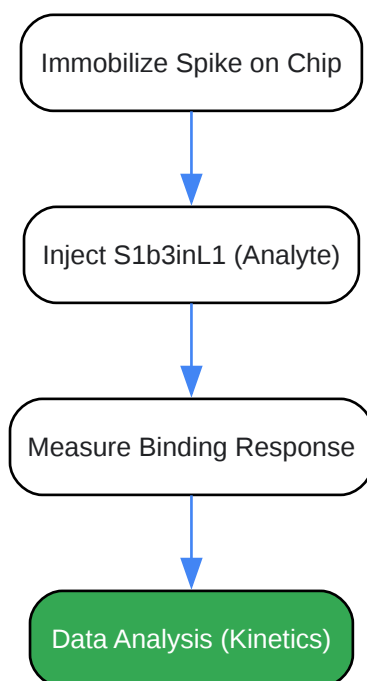 Immobilize Spike on Chip
Inject S1b3inL1 (Analyte)
Measure Binding Response
Data Analysis (Kinetics)